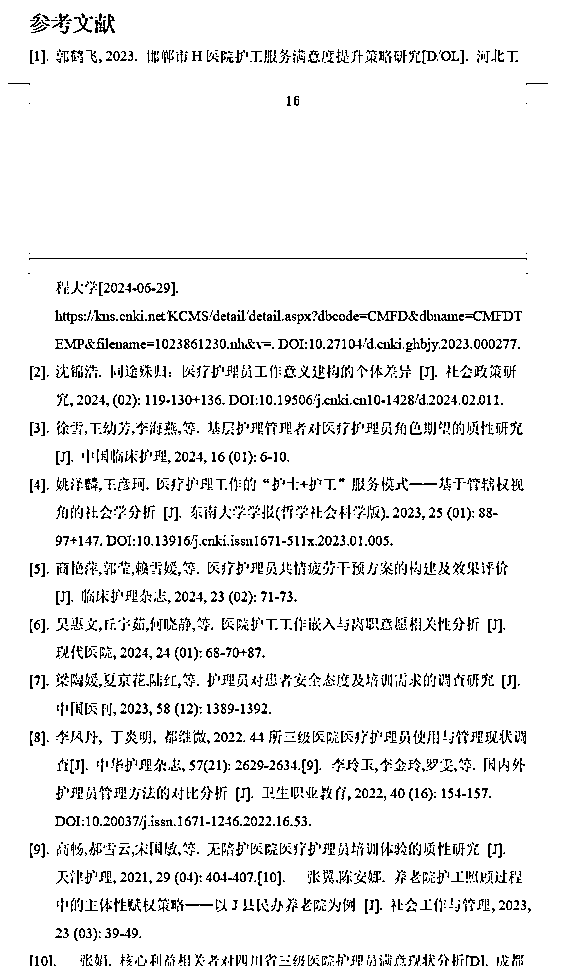 参考文献
[1]. 郭鹤飞, 2023. 邯郸市 H 医院护工服务满意度提升策略研究[D/OL]. 河北工
16
程大学[2024-06-29].
https://kns.cnki.net/KCMS/detail/detail.aspx?dbcode=CMFD&dbname=CMFDT
EMP&filename=1023861230.nh&v=. DOI:10.27104/d.cnki.ghbjy.2023.000277.
[2]. 沈锦浩. 同途殊归：医疗护理员工作意义建构的个体差异 [J]. 社会政策研
究, 2024, (02): 119-130+136. DOI:10.19506/j.cnki.cn10-1428/d.2024.02.011.
[3]. 徐雪,王幼芳,李海燕,等. 基层护理管理者对医疗护理员角色期望的质性研究
[J]. 中国临床护理, 2024, 16 (01): 6-10.
[4]. 姚泽麟,王彦珂. 医疗护理工作的“护士+护工”服务模式——基于管辖权视
角的社会学分析 [J]. 东南大学学报(哲学社会科学版), 2023, 25 (01): 88-
97+147. DOI:10.13916/j.cnki.issn1671-511x.2023.01.005.
[5]. 商艳萍,郭莹,赖雪媛,等. 医疗护理员共情疲劳干预方案的构建及效果评价
[J]. 临床护理杂志, 2024, 23 (02): 71-73.
[6]. 吴惠文,丘宇茹,何晓静,等. 医院护工工作嵌入与离职意愿相关性分析 [J].
现代医院, 2024, 24 (01): 68-70+87.
[7]. 梁陶媛,夏京花,陆红,等. 护理员对患者安全态度及培训需求的调查研究 [J].
中国医刊, 2023, 58 (12): 1389-1392.
[8]. 李凤丹, 丁炎明, 都继微, 2022. 44 所三级医院医疗护理员使用与管理现状调
查[J]. 中华护理杂志, 57(21): 2629-2634.[9]. 李玲玉,李金玲,罗雯,等. 国内外
护理员管理方法的对比分析 [J]. 卫生职业教育, 2022, 40 (16): 154-157.
DOI:10.20037/j.issn.1671-1246.2022.16.53.
[9]. 高畅,郝雪云,宋国敏,等. 无陪护医院医疗护理员培训体验的质性研究 [J].
天津护理, 2021, 29 (04): 404-407.[10]. 张翼,陈安娜. 养老院护工照顾过程
中的主体性赋权策略——以 J 县民办养老院为例 [J]. 社会工作与管理, 2023,
23 (03): 39-49.
[10]. 张娟. 核心利益相关者对四川省三级医院护理员满意现状分析[D]. 成都